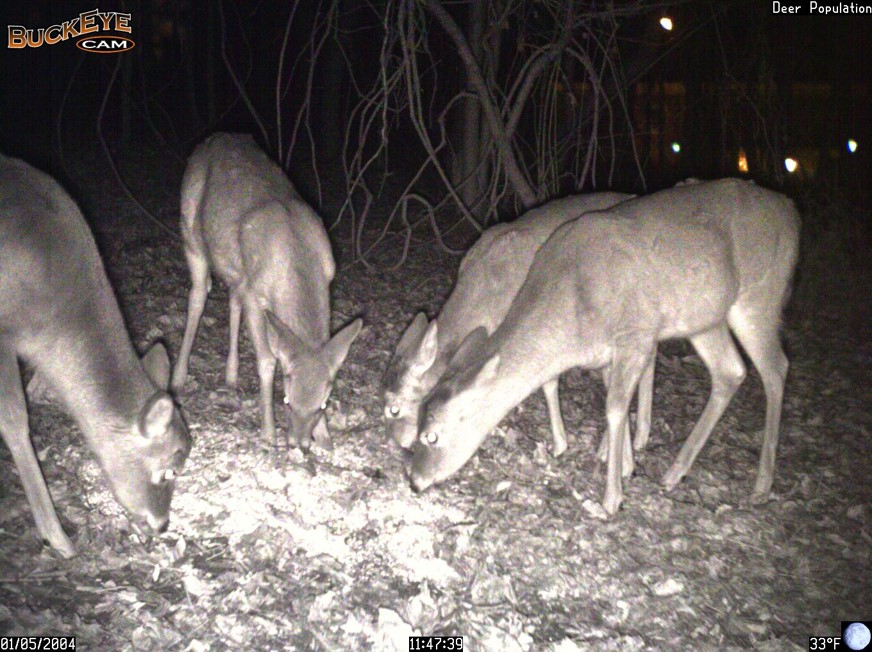 BUCKEYE
CAM
Deer Population
01/05/2004
11:47:39
33°F